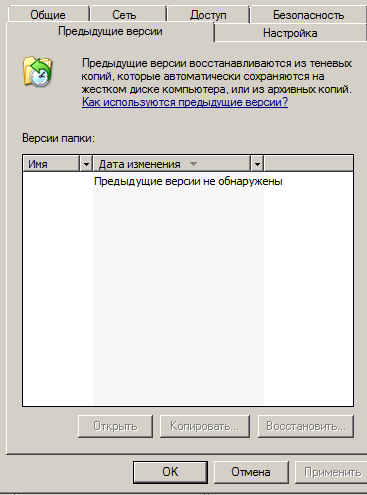 Общие Сеть Доступ Безопасность
Предыдущие версии Настройка
Предыдущие версии восстанавливаются из теневых
копий, которые автоматически сохраняются на
жестком диске компьютера, или из архивных копий.
Как используются предыдущие версии?
Версии папки:
Имя Дата изменения
Предыдущие версии не обнаружены
Открыть Копировать... Восстановить...
OK Отмена Применить